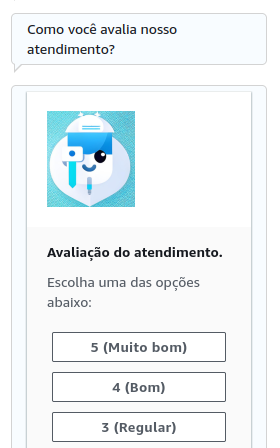 Como você avalia nosso
atendimento?
Avaliação do atendimento.
Escolha uma das opções
abaixo:
5 (Muito bom)
4 (Bom)
3 (Regular)